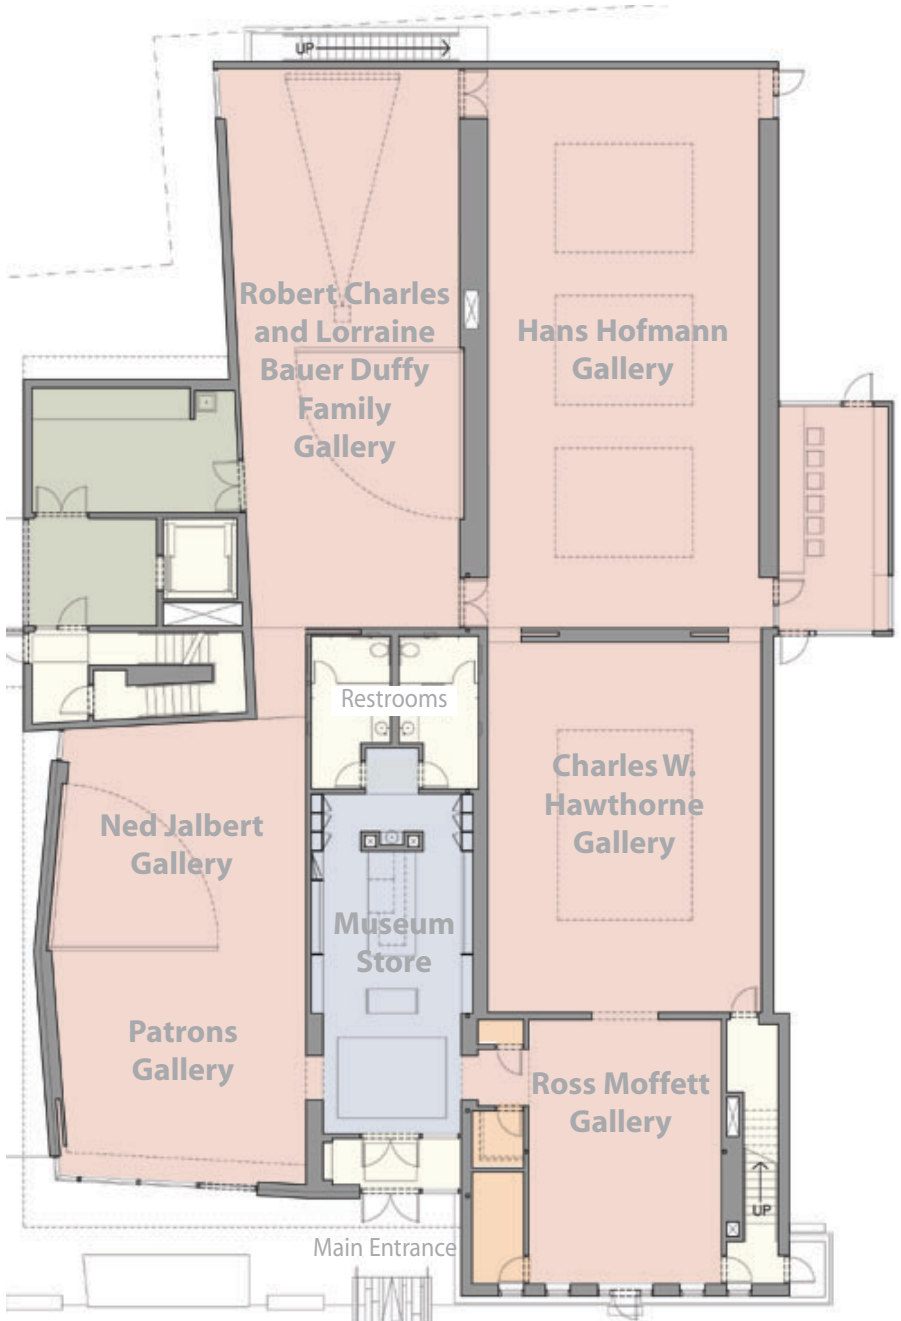 UP
Robert Charles
and Lorraine
Bauer Duffy
Family
Gallery
Hans Hofmann
Gallery
Restrooms
Charles W.
Hawthorne
Gallery
Ned Jalbert
Gallery
Museum
Store
Patrons
Gallery
Ross Moffett
Gallery
UP
Main Entrance